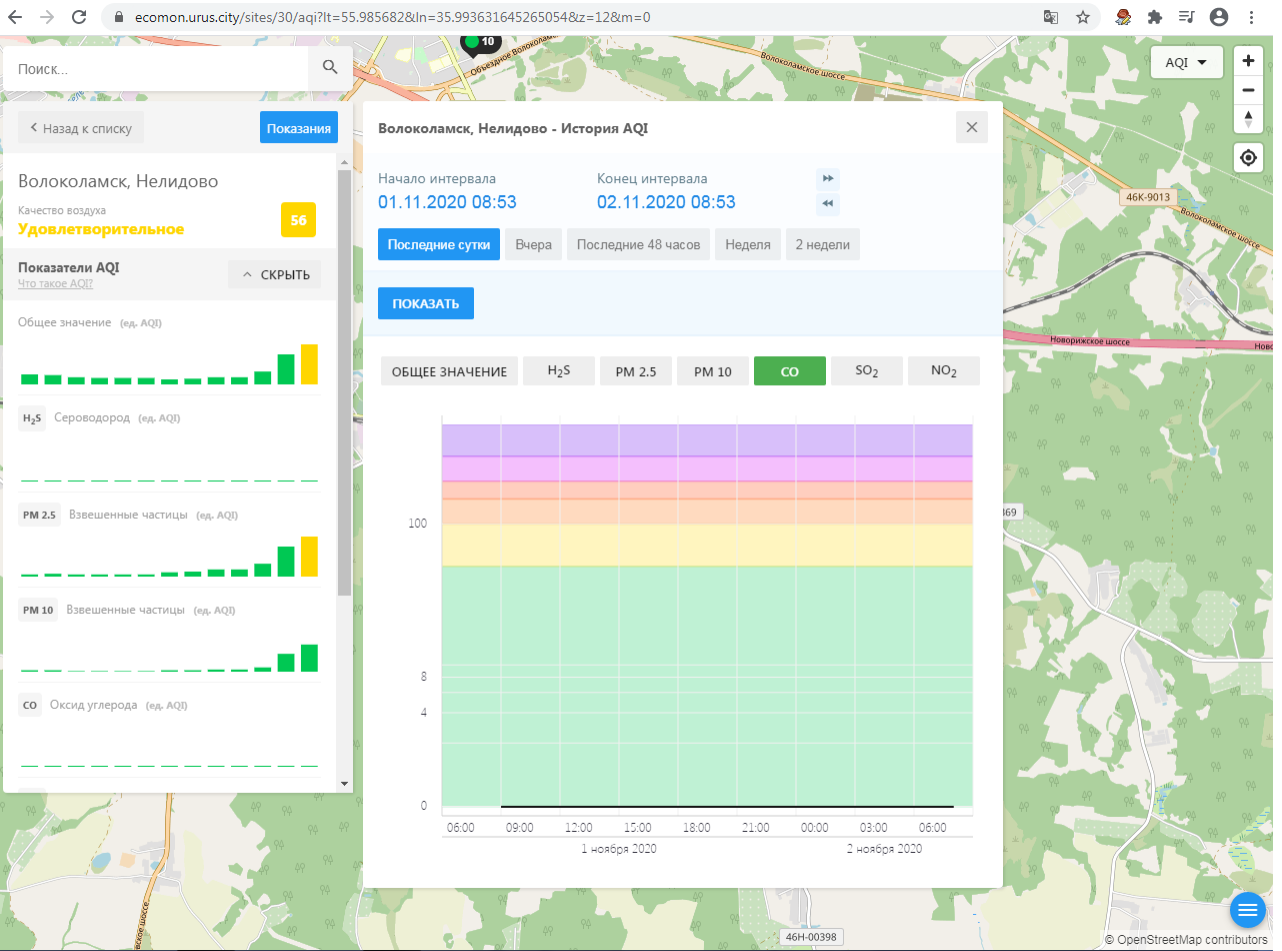 ecomon.urus.city/sites/30/aqi?lt=55.985682&ln=35.993631645265054&z=12&m=0
10
Объездное Волокола
Волоколамское шоссе
Поиск...
AQI
Назад к списку
Показания
Волоколамск, Нелидово
Качество воздуха
Удовлетворительное
56
Показатели AQI
Что такое AQI?
СКРЫТЬ
Общее значение (ед. AQI)
H2S Сероводород (ед. AQI)
PM 2.5 Взвешенные частицы (ед. AQI)
PM 10 Взвешенные частицы (ед. AQI)
CO Оксид углерода (ед. AQI)
Волоколамск, Нелидово - История AQI
Начало интервала
01.11.2020 08:53
Конец интервала
02.11.2020 08:53
Последние сутки
Вчера
Последние 48 часов
Неделя
2 недели
ПОКАЗАТЬ
ОБЩЕЕ ЗНАЧЕНИЕ
H2S
PM 2.5
PM 10
CO
SO2
NO2
100
8
4
0
06:00 09:00 12:00 15:00 18:00 21:00 00:00 03:00 06:00
1 ноября 2020 2 ноября 2020
46К-9013
Волоколамское шоссе
Новорижское шоссе
Ново
369
ское шоссе
46Н-00398
© OpenStreetMap contributors